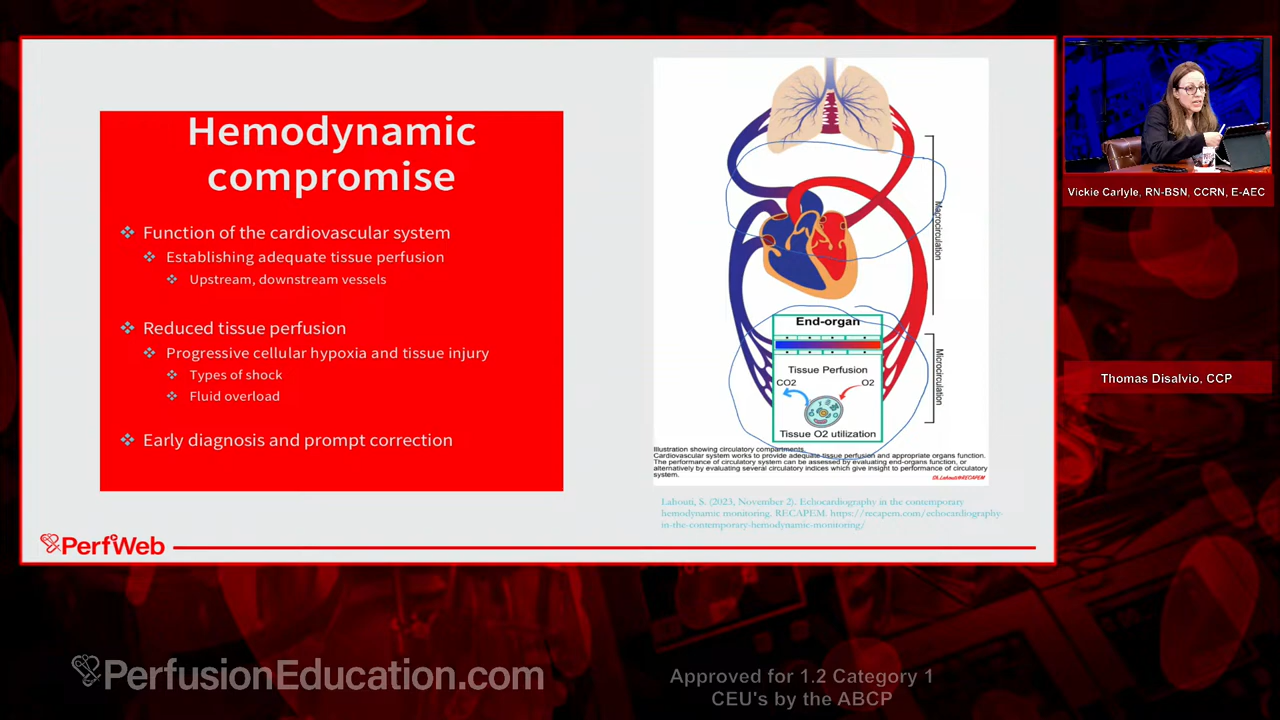 Hemodynamic
compromise
Function of the cardiovascular system
Establishing adequate tissue perfusion
Upstream, downstream vessels
Reduced tissue perfusion
Progressive cellular hypoxia and tissue injury
Types of shock
Fluid overload
Early diagnosis and prompt correction
Macrocirculation
End-organ
Tissue Perfusion
CO2
O2
Tissue O2 utilization
Microcirculation
Illustration showing circulatory compartments.
Cardiovascular system works to provide adequate tissue perfusion and appropriate organs function.
The performance of circulatory system can be assessed by evaluating end-organs function, or
alternatively by evaluating several circulatory indices which give insight to performance of circulatory
system.
Dr.Lahouti@RECAPEM
Lahouti, S. (2023, November 2). Echocardiography in the contemporary
hemodynamic monitoring. RECAPEM. https://recapem.com/echocardiography-
in-the-contemporary-hemodynamic-monitoring/
PerfWeb
Vickie Carlyle, RN-BSN, CCRN, E-AEC
Thomas Disalvio, CCP
PerfusionEducation.com
Approved for 1.2 Category 1
CEU's by the ABCP